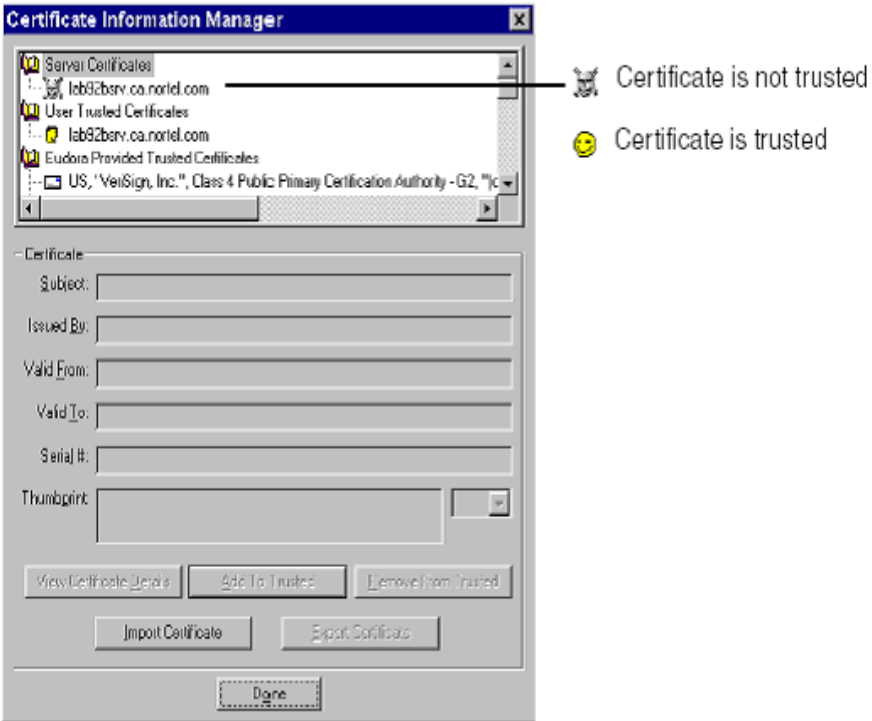 Certificate Information Manager
Server Certificates
lab92bsrv.ca.nortel.com
User Trusted Certificates
lab92bsrv.ca.nortel.com
Eudora Provided Trusted Certificates
US, "VeriSign, Inc.", Class 4 Public Primary Certification Authority - G2, "(c
Certificate is not trusted
Certificate is trusted
Certificate
Subject:
Issued By:
Valid From:
Valid To:
Serial #:
Thumbprint:
View Certificate Details
Add To Trusted
Remove From Trusted
Import Certificate
Export Certificate
Done